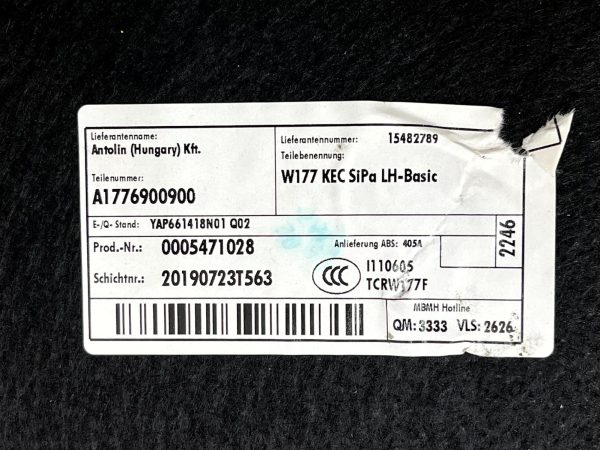 Lieferantenname:
Antolin (Hungary) Kft.
Lieferantennummer: 15482789
Teilebenennung:
W177 KEC SiPa LH-Basic
Teilenummer:
A1776900900
E-/Q- Stand: YAP661418N01 Q02
2246
Prod.-Nr.: 0005471028
Anlieferung ABS: 405A
Schichtnr.: 20190723T563
CCC
I110605
TCRW177F
MBMH Hotline
QM: 3333 VLS: 2626